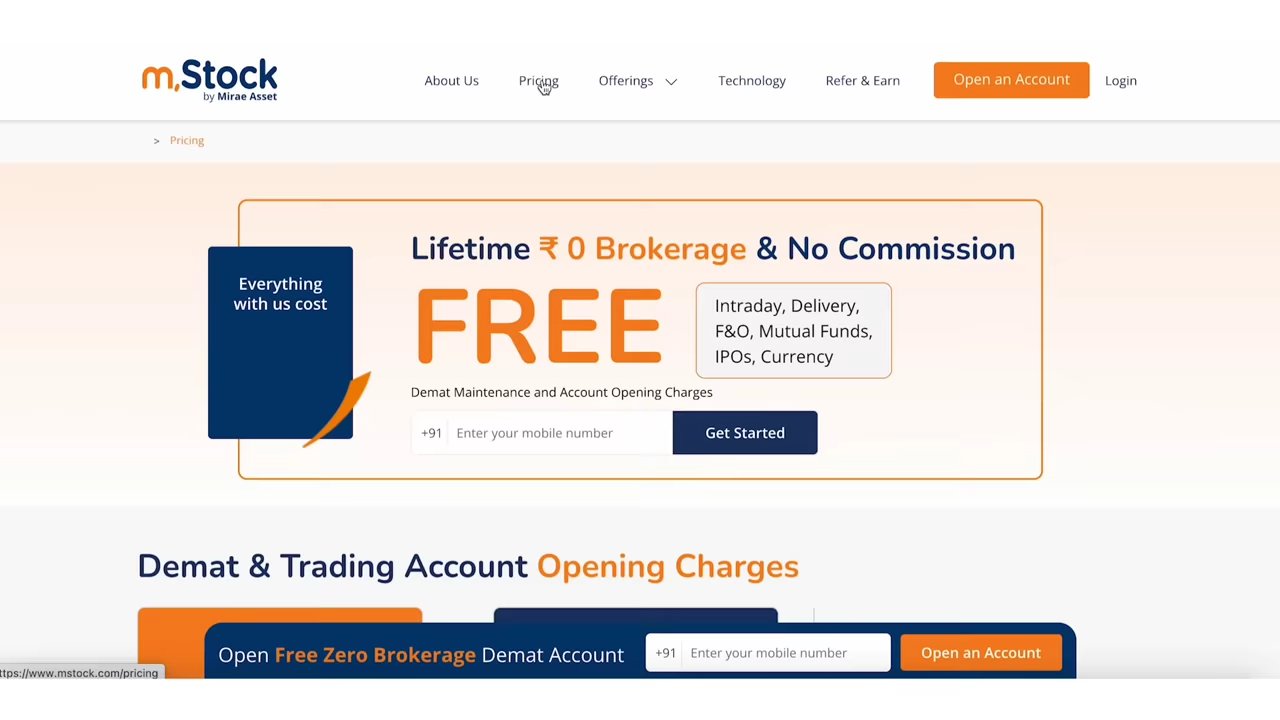 m.Stock
by Mirae Asset
About Us
Pricing
Offerings
Technology
Refer & Earn
Open an Account
Login
> Pricing
Everything
with us cost
Lifetime ₹ 0 Brokerage & No Commission
FREE
Intraday, Delivery,
F&O, Mutual Funds,
IPOs, Currency
Demat Maintenance and Account Opening Charges
+91 Enter your mobile number
Get Started
Demat & Trading Account Opening Charges
Open Free Zero Brokerage Demat Account
+91 Enter your mobile number
Open an Account
ttps://www.mstock.com/pricing